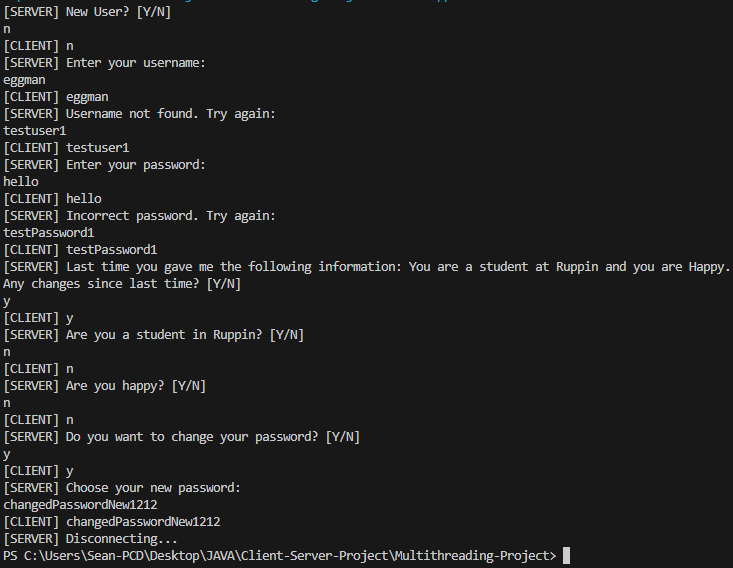 [SERVER] New User? [Y/N]
n
[CLIENT] n
[SERVER] Enter your username:
eggman
[CLIENT] eggman
[SERVER] Username not found. Try again:
testuser1
[CLIENT] testuser1
[SERVER] Enter your password:
hello
[CLIENT] hello
[SERVER] Incorrect password. Try again:
testPassword1
[CLIENT] testPassword1
[SERVER] Last time you gave me the following information: You are a student at Ruppin and you are Happy.
Any changes since last time? [Y/N]
y
[CLIENT] y
[SERVER] Are you a student in Ruppin? [Y/N]
n
[CLIENT] n
[SERVER] Are you happy? [Y/N]
n
[CLIENT] n
[SERVER] Do you want to change your password? [Y/N]
y
[CLIENT] y
[SERVER] Choose your new password:
changedPasswordNew1212
[CLIENT] changedPasswordNew1212
[SERVER] Disconnecting...
PS C:\Users\Sean-PCD\Desktop\JAVA\Client-Server-Project\Multithreading-Project>